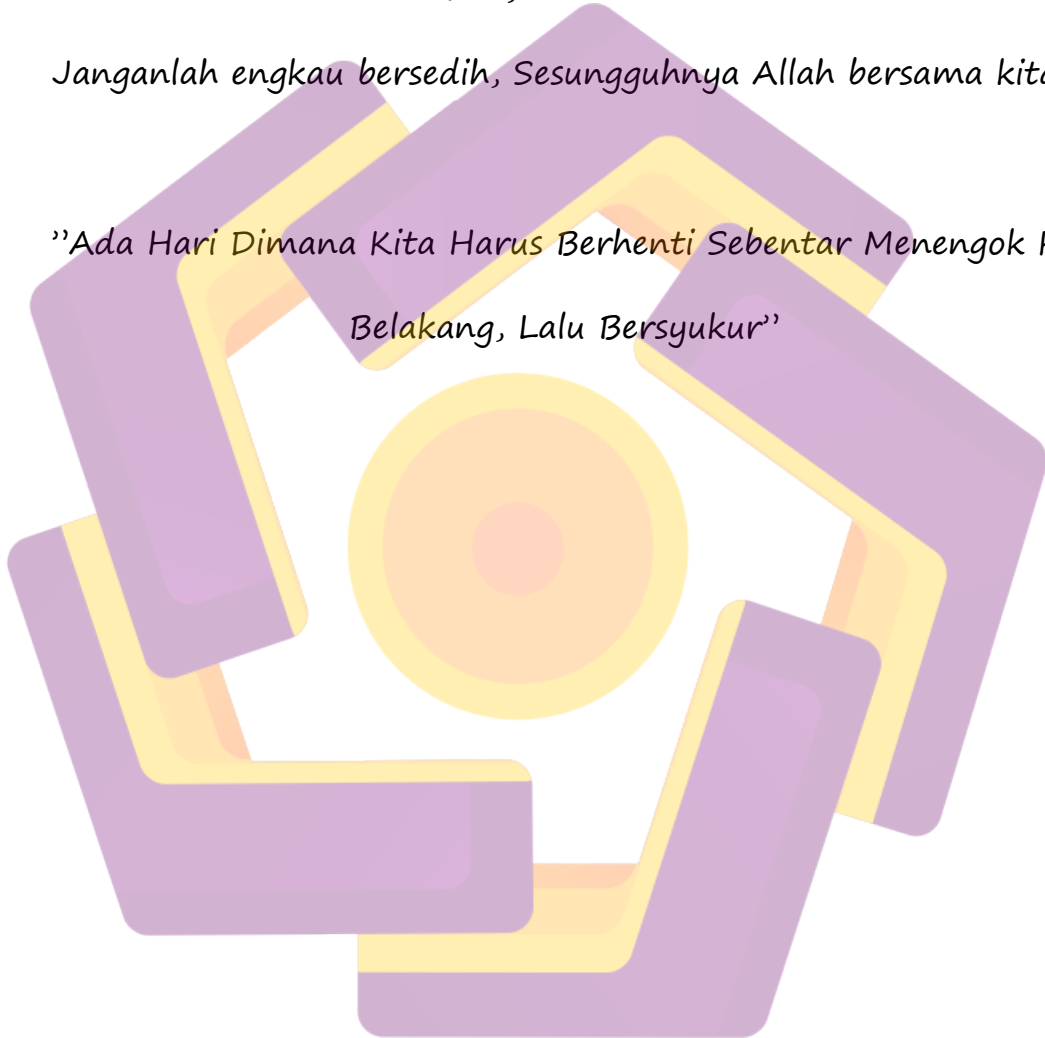 Janganlah engkau bersedih, Sesungguhnya Allah bersama kita
”Ada Hari Dimana Kita Harus Berhenti Sebentar Menengok
Belakang, Lalu Bersyukur”